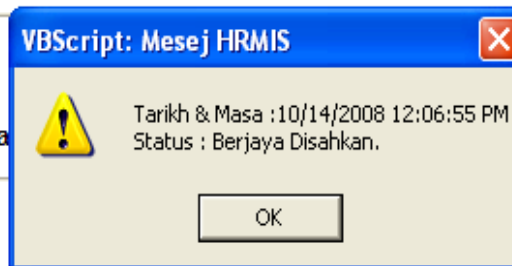 VBScript: Mesej HRMIS
Tarikh & Masa :10/14/2008 12:06:55 PM
Status : Berjaya Disahkan.
OK